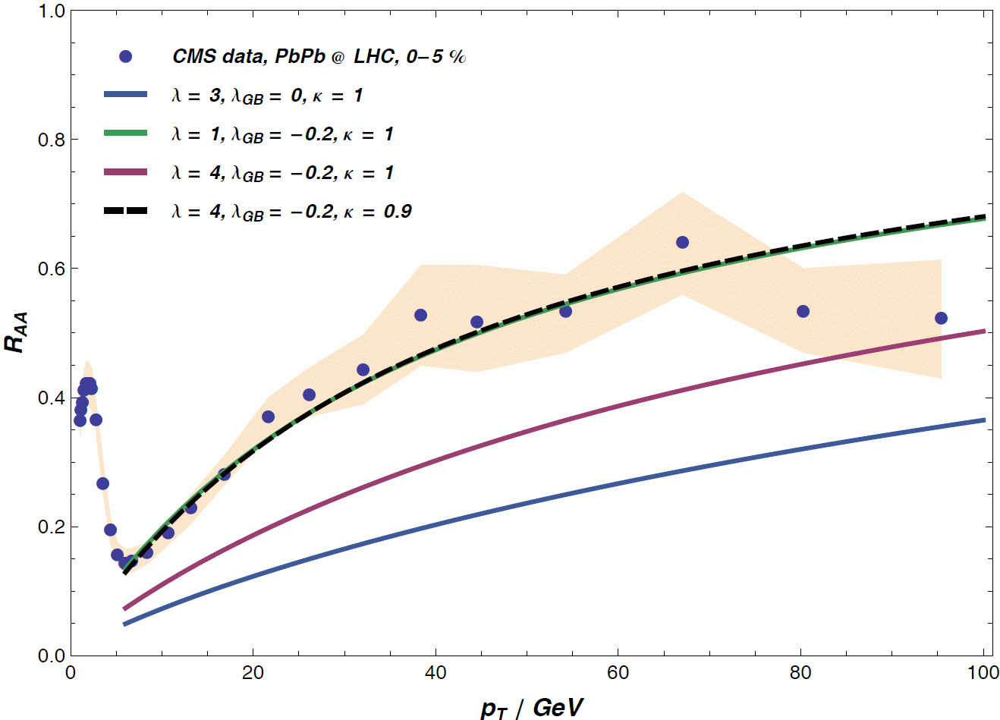 1.0
0.8
0.6
0.4
0.2
0.0
R_AA
CMS data, PbPb @ LHC, 0–5 %
λ = 3, λ_GB = 0, κ = 1
λ = 1, λ_GB = −0.2, κ = 1
λ = 4, λ_GB = −0.2, κ = 1
λ = 4, λ_GB = −0.2, κ = 0.9
0 20 40 60 80 100
p_T / GeV